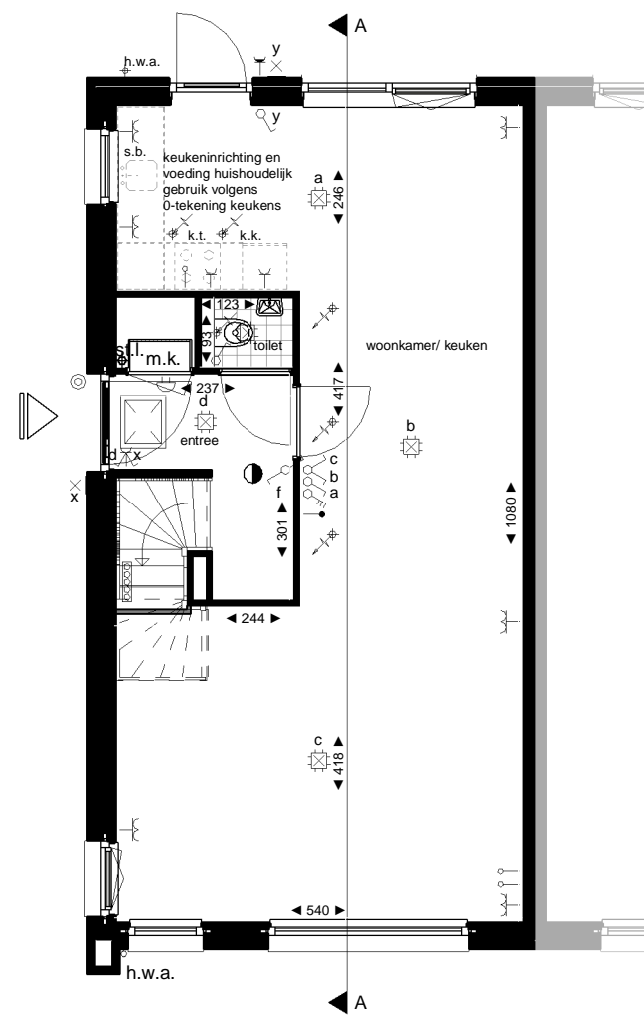 A
y
h.w.a.
y
s.b.
keukeninrichting en
voeding huishoudelijk
gebruik volgens
0-tekening keukens
a
246
k.t.
k.k.
123
93
toilet
st.l.
m.k.
woonkamer/ keuken
237
417
d
entree
b
d
x
c
b
a
f
x
301
1080
244
c
418
540
h.w.a.
A